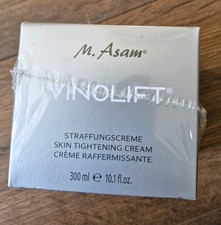 M. Asam®
VINOLIFT®
STRAFFUNGSCREME
SKIN TIGHTENING CREAM
CRÈME RAFFERMISSANTE
300 ml ℮ 10.1 fl.oz.